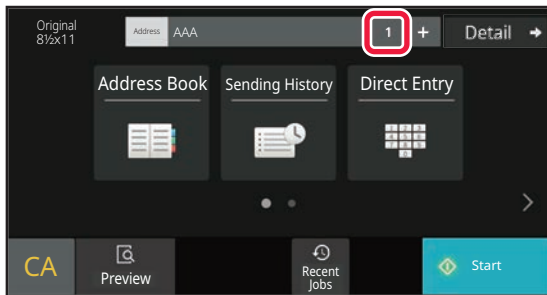 Original
8½x11
Address AAA 1 + Detail
Address Book
Sending History
Direct Entry
CA
Preview
Recent
Jobs
Start